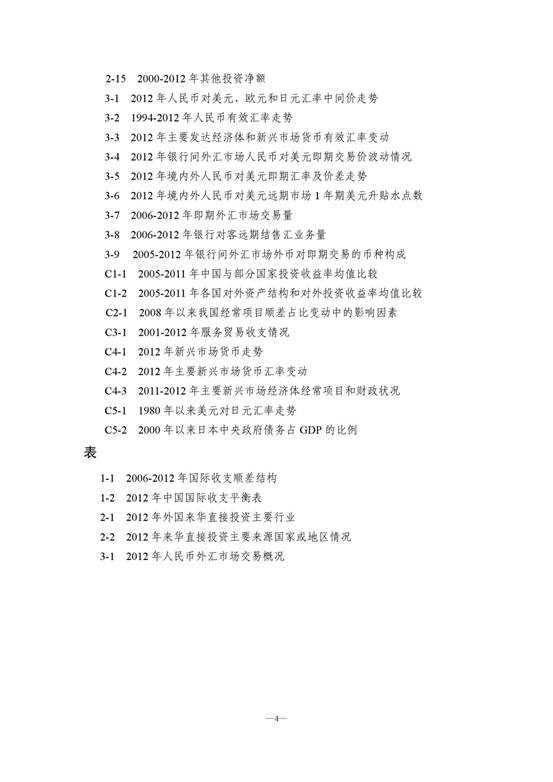 2-15 2000-2012 年其他投资净额
3-1 2012 年人民币对美元、欧元和日元汇率中间价走势
3-2 1994-2012 年人民币有效汇率走势
3-3 2012 年主要发达经济体和新兴市场货币有效汇率变动
3-4 2012 年银行间外汇市场人民币对美元即期交易价波动情况
3-5 2012 年境内外人民币对美元即期汇率及价差走势
3-6 2012 年境内外人民币对美元远期市场 1 年期美元升贴水点数
3-7 2006-2012 年即期外汇市场交易量
3-8 2006-2012 年银行对客远期结售汇业务量
3-9 2005-2012 年银行间外汇市场外币对即期交易的币种构成
C1-1 2005-2011 年中国与部分国家投资收益率均值比较
C1-2 2005-2011 年各国对外资产结构和对外投资收益率均值比较
C2-1 2008 年以来我国经常项目顺差占比变动中的影响因素
C3-1 2001-2012 年服务贸易收支情况
C4-1 2012 年新兴市场货币走势
C4-2 2012 年主要新兴市场货币汇率变动
C4-3 2011-2012 年主要新兴市场经济体经常项目和财政状况
C5-1 1980 年以来美元对日元汇率走势
C5-2 2000 年以来日本中央政府债务占 GDP 的比例
表
1-1 2006-2012 年国际收支顺差结构
1-2 2012 年中国国际收支平衡表
2-1 2012 年外国来华直接投资主要行业
2-2 2012 年来华直接投资主要来源国家或地区情况
3-1 2012 年人民币外汇市场交易概况
—4—